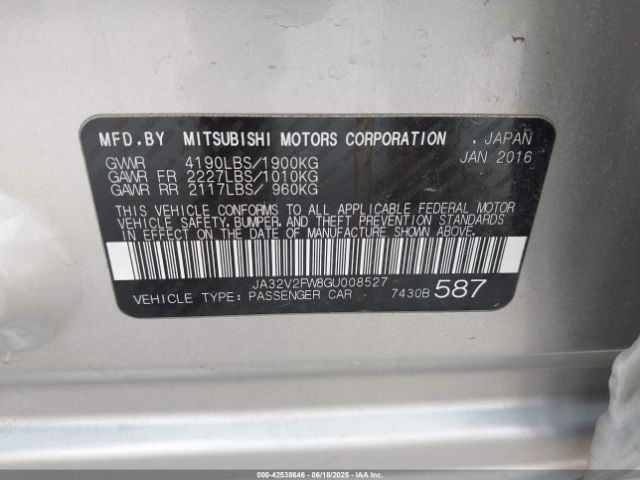 MFD.BY MITSUBISHI MOTORS CORPORATION . JAPAN
GVWR 4190LBS/1900KG JAN 2016
GAWR FR 2227LBS/1010KG
GAWR RR 2117LBS/ 960KG
THIS VEHICLE CONFORMS TO ALL APPLICABLE FEDERAL MOTOR
VEHICLE SAFETY,BUMPER AND THEFT PREVENTION STANDARDS
IN EFFECT ON THE DATE OF MANUFACTURE SHOWN ABOVE.
JA32V2FW8GU008527
VEHICLE TYPE: PASSENGER CAR 7430B 587
000-42538646 - 06/18/2025 - IAAI.COM